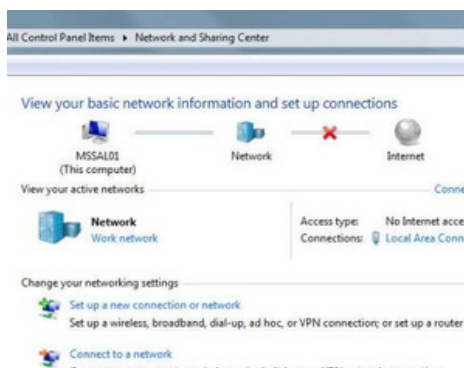 All Control Panel Items ▸ Network and Sharing Center
View your basic network information and set up connections
MSSAL01
(This computer)
Network
Internet
View your active networks
Conne
Network
Work network
Access type: No Internet acce
Connections: Local Area Conn
Change your networking settings
Set up a new connection or network
Set up a wireless, broadband, dial-up, ad hoc, or VPN connection; or set up a router
Connect to a network